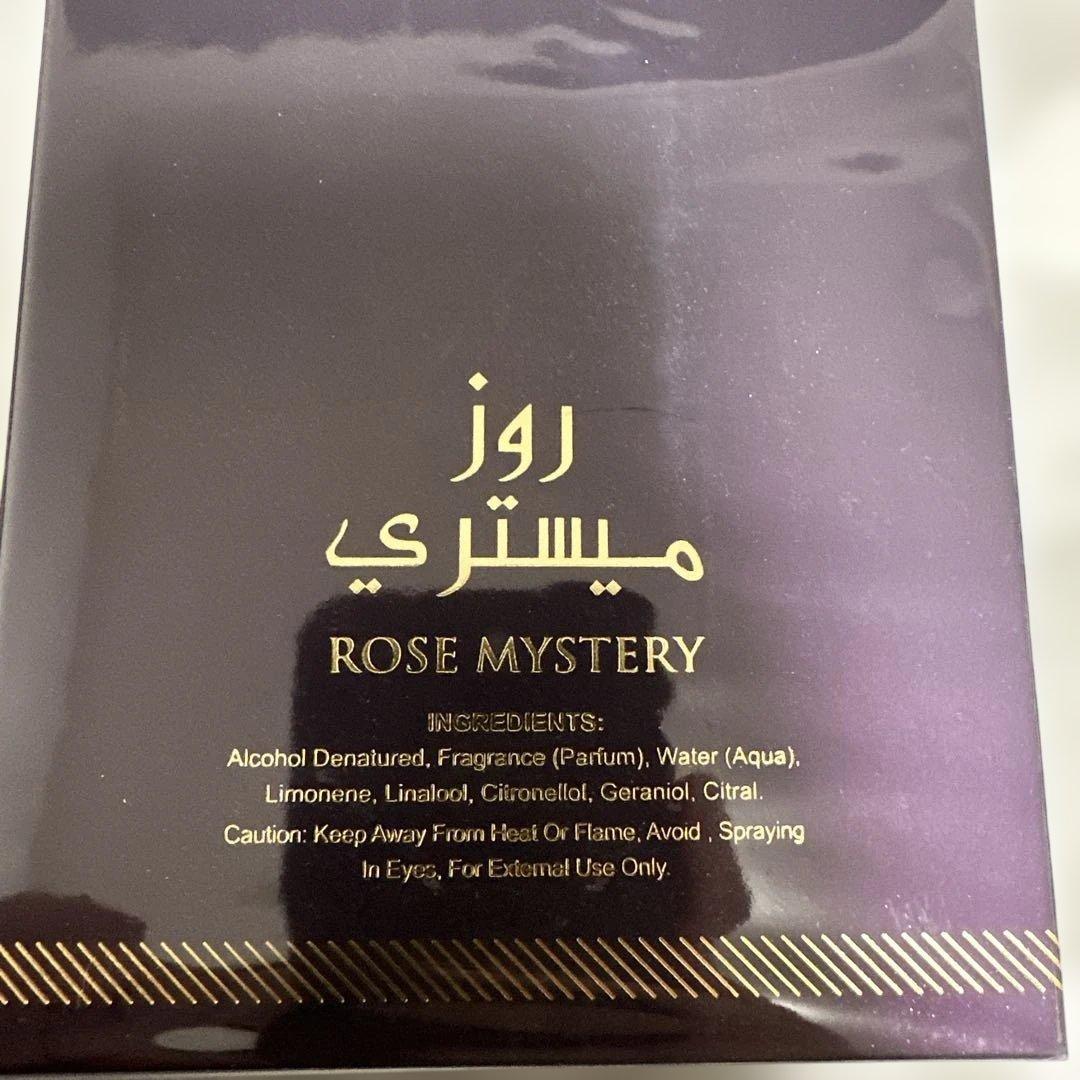 روز
ميستري
ROSE MYSTERY
INGREDIENTS:
Alcohol Denatured, Fragrance (Parfum), Water (Aqua),
Limonene, Linalool, Citronellol, Geraniol, Citral.
Caution: Keep Away From Heat Or Flame, Avoid , Spraying
In Eyes, For External Use Only.